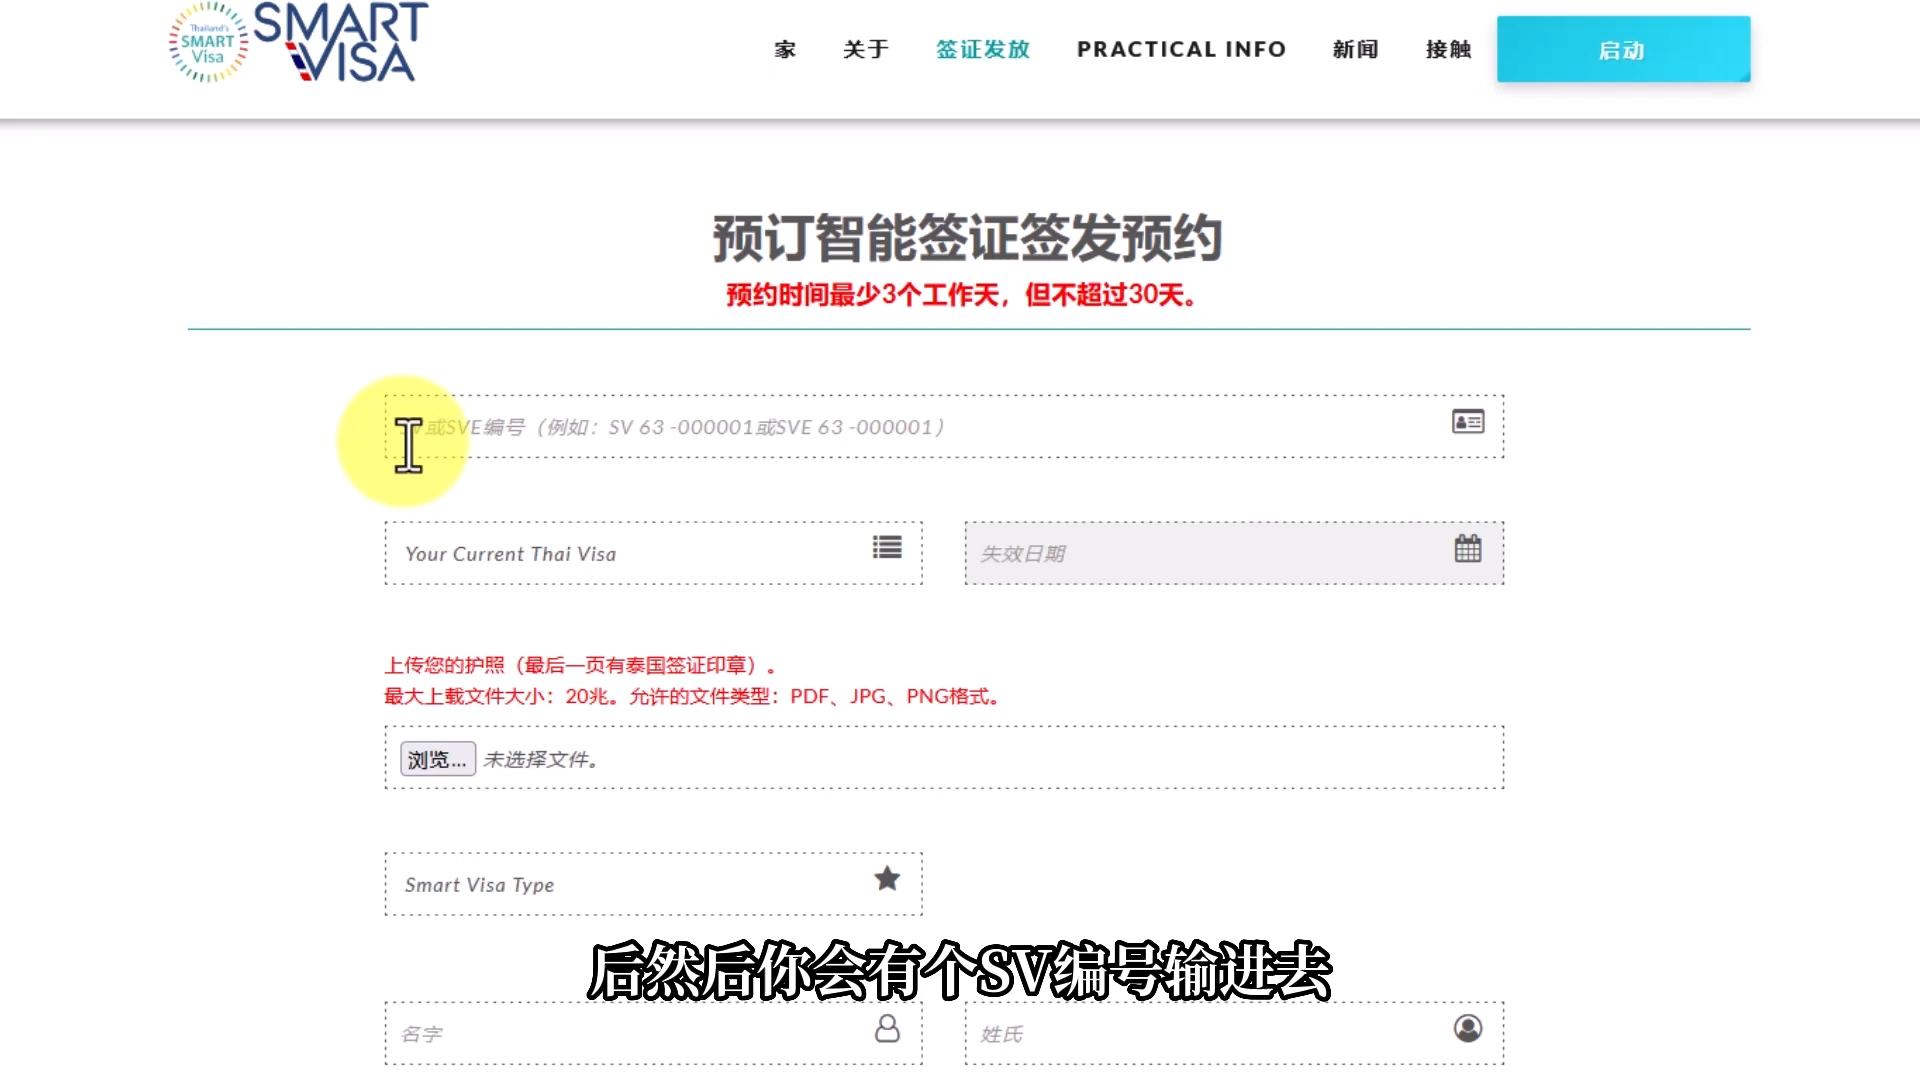 Thailand's
SMART
Visa
SMART
VISA
家 关于 签证发放 PRACTICAL INFO 新闻 接触 启动
预订智能签证签发预约
预约时间最少3个工作天，但不超过30天。
SV或SVE编号（例如：SV 63 -000001或SVE 63 -000001）
Your Current Thai Visa 失效日期
上传您的护照（最后一页有泰国签证印章）。
最大上载文件大小：20兆。允许的文件类型：PDF、JPG、PNG格式。
浏览... 未选择文件。
Smart Visa Type
后然后你会有个SV编号输进去
名字 姓氏